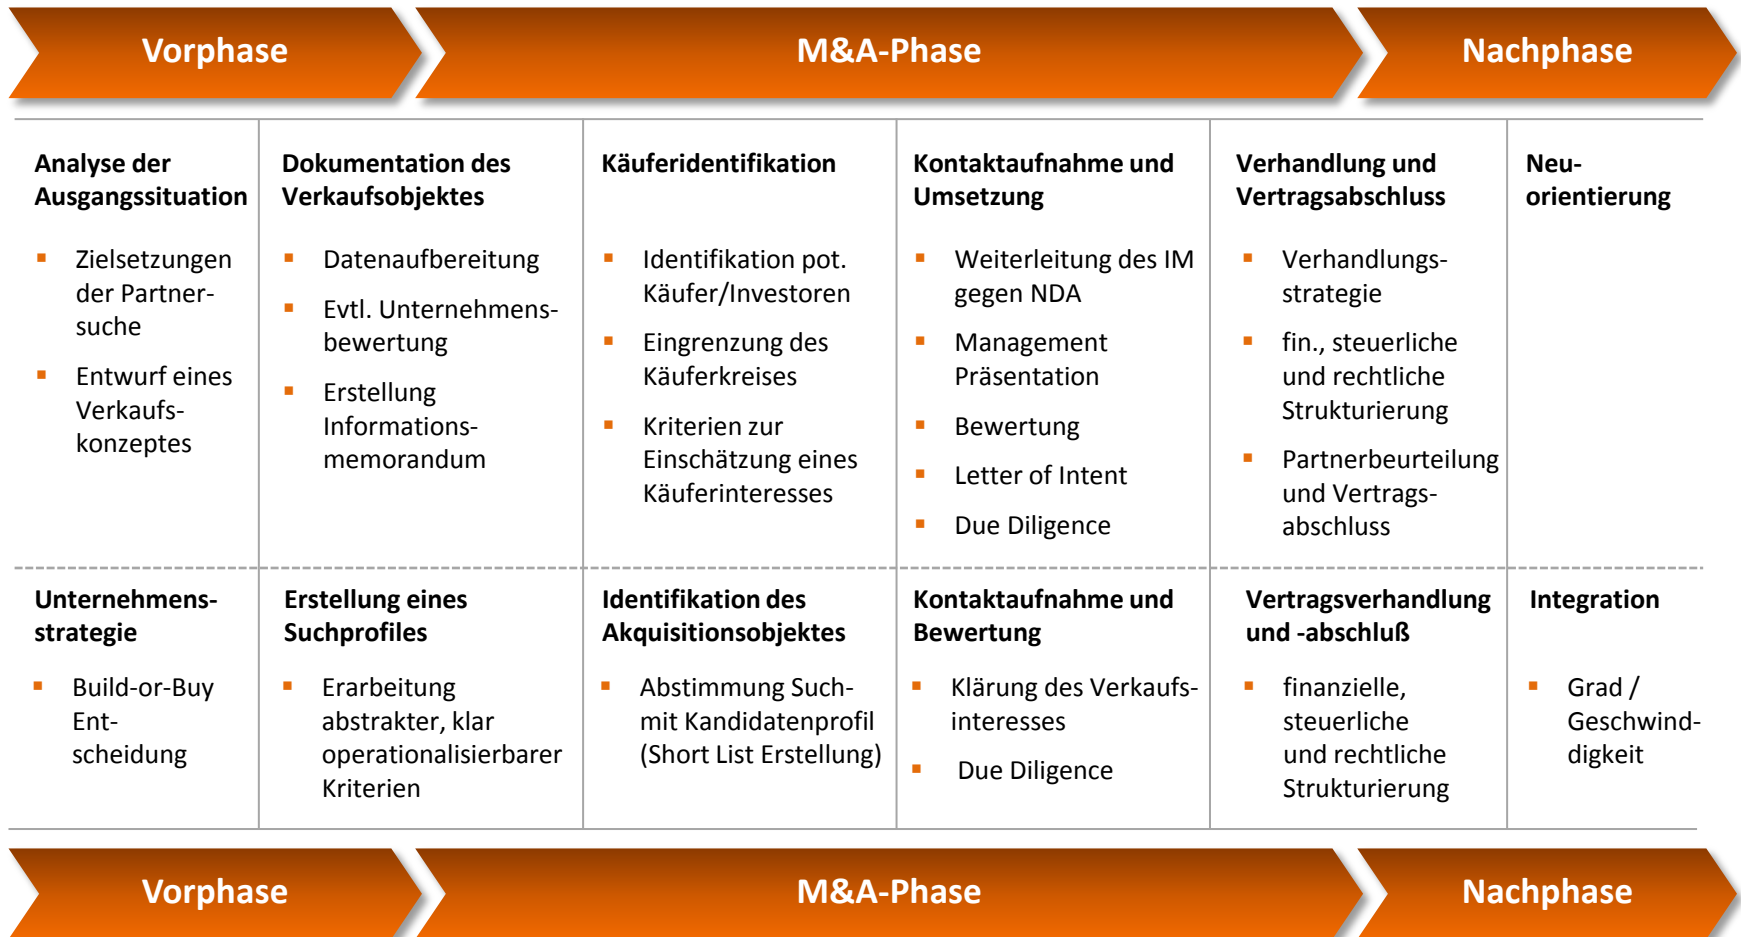 Vorphase
M&A-Phase
Nachphase
Analyse der
Ausgangssituation
Zielsetzungen
der Partner-
suche
Entwurf eines
Verkaufs-
konzeptes
Dokumentation des
Verkaufsobjektes
Datenaufbereitung
Evtl. Unternehmens-
bewertung
Erstellung
Informations-
memorandum
Käuferidentifikation
Identifikation pot.
Käufer/Investoren
Eingrenzung des
Käuferkreises
Kriterien zur
Einschätzung eines
Käuferinteresses
Kontaktaufnahme und
Umsetzung
Weiterleitung des IM
gegen NDA
Management
Präsentation
Bewertung
Letter of Intent
Due Diligence
Verhandlung und
Vertragsabschluss
Verhandlungs-
strategie
fin., steuerliche
und rechtliche
Strukturierung
Partnerbeurteilung
und Vertrags-
abschluss
Neu-
orientierung
Unternehmens-
strategie
Build-or-Buy
Ent-
scheidung
Erstellung eines
Suchprofiles
Erarbeitung
abstrakter, klar
operationalisierbarer
Kriterien
Identifikation des
Akquisitionsobjektes
Abstimmung Such-
mit Kandidatenprofil
(Short List Erstellung)
Kontaktaufnahme und
Bewertung
Klärung des Verkaufs-
interesses
Due Diligence
Vertragsverhandlung
und -abschluß
finanzielle,
steuerliche
und rechtliche
Strukturierung
Integration
Grad /
Geschwind-
digkeit
Vorphase
M&A-Phase
Nachphase